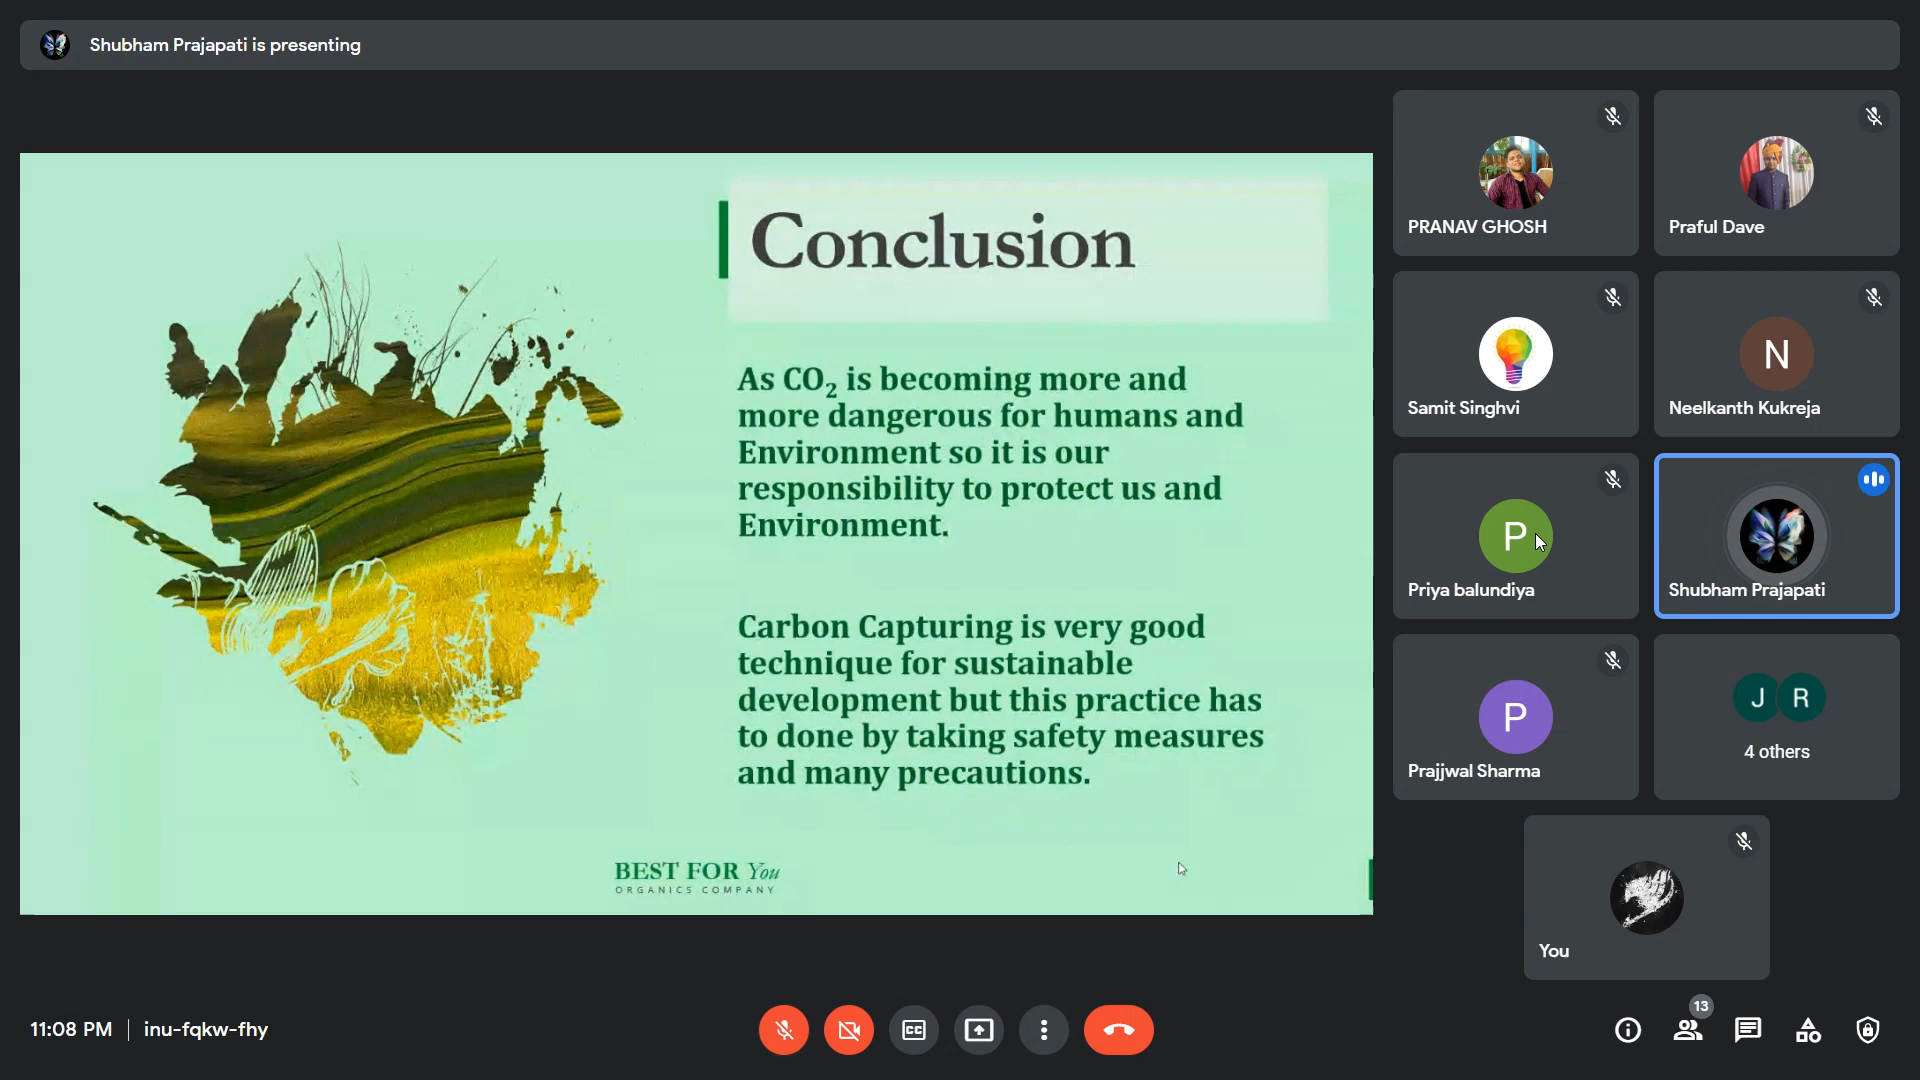 Shubham Prajapati is presenting
Conclusion
As CO₂ is becoming more and
more dangerous for humans and
Environment so it is our
responsibility to protect us and
Environment.
Carbon Capturing is very good
technique for sustainable
development but this practice has
to done by taking safety measures
and many precautions.
BEST FOR You
ORGANICS COMPANY
PRANAV GHOSH
Praful Dave
Samit Singhvi
N
Neelkanth Kukreja
P
Priya balundiya
Shubham Prajapati
P
Prajjwal Sharma
J R
4 others
You
11:08 PM | inu-fqkw-fhy
CC
13